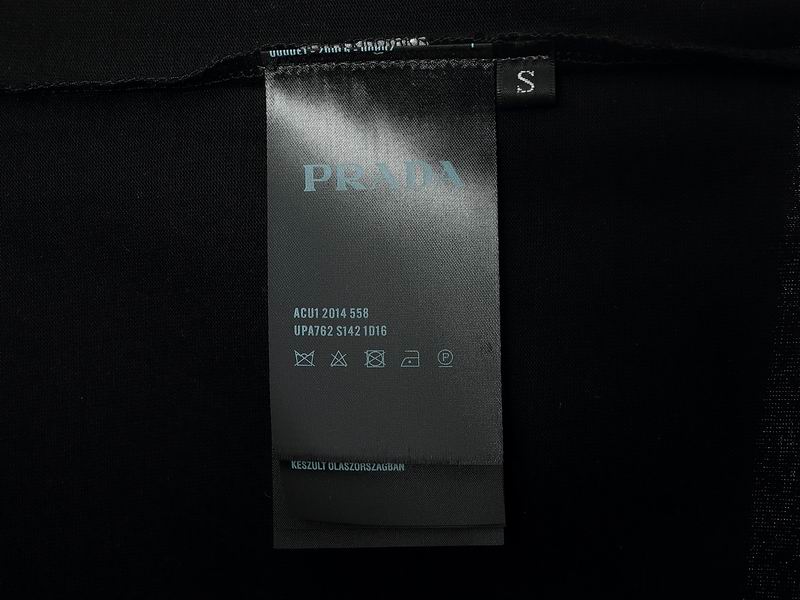 S
PRADA
ACU1 2014 558
UPA762 S142 1D16
P
KESZULT OLASZORSZAGBAN